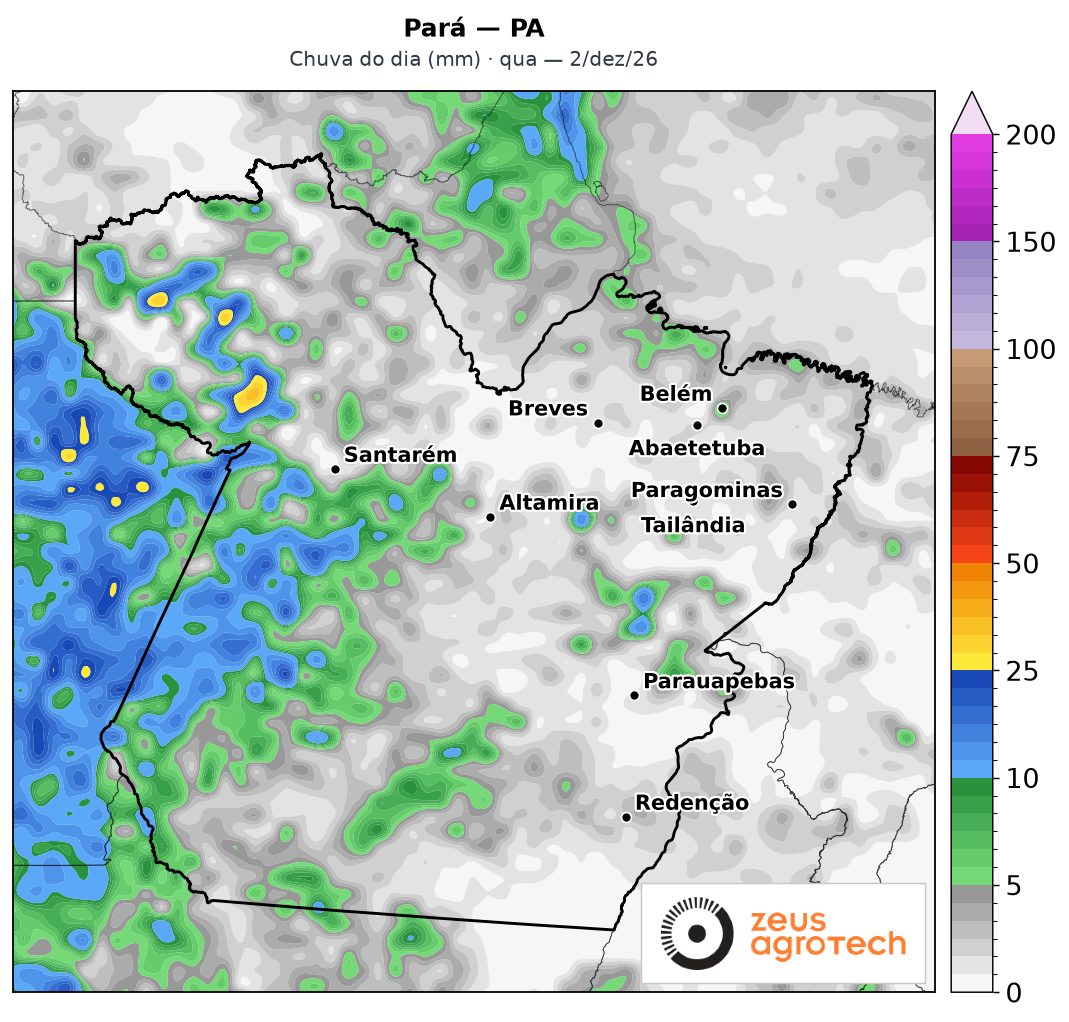 Pará — PA
Chuva do dia (mm) · qua — 2/dez/26
200
150
100
75
50
25
10
5
0
Belém
Breves
Abaetetuba
Santarém
Paragominas
Altamira
Tailândia
Parauapebas
Redenção
zeus
agrotech